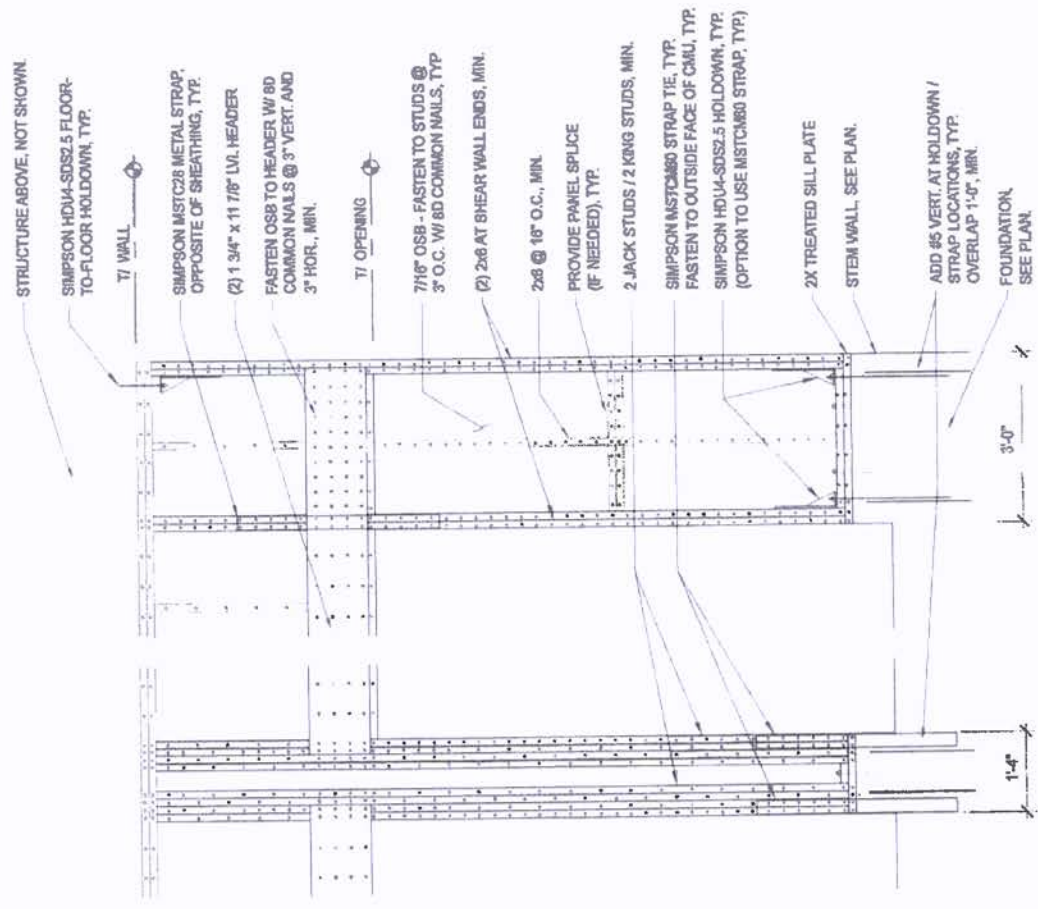 STRUCTURE ABOVE, NOT SHOWN.
SIMPSON HDU4-SDS2.5 FLOOR-
TO-FLOOR HOLDOWN, TYP.
T/ WALL
SIMPSON MSTC28 METAL STRAP,
OPPOSITE OF SHEATHING, TYP.
(2) 1 3/4" x 11 7/8" LVL HEADER
FASTEN OSB TO HEADER W/ 8D
COMMON NAILS @ 3" VERT. AND
3" HOR., MIN.
T/ OPENING
7/16" OSB - FASTEN TO STUDS @
3" O.C. W/ 8D COMMON NAILS, TYP
(2) 2x6 AT SHEAR WALL ENDS, MIN.
2x6 @ 16" O.C., MIN.
PROVIDE PANEL SPLICE
(IF NEEDED), TYP.
2 JACK STUDS / 2 KING STUDS, MIN.
SIMPSON MSTCM60 STRAP TIE, TYP.
FASTEN TO OUTSIDE FACE OF CMU, TYP.
SIMPSON HDU4-SDS2.5 HOLDOWN, TYP.
(OPTION TO USE MSTCM60 STRAP, TYP.)
2X TREATED SILL PLATE
STEM WALL, SEE PLAN.
ADD #5 VERT. AT HOLDOWN /
STRAP LOCATIONS, TYP.
OVERLAP 1'-0", MIN.
FOUNDATION,
SEE PLAN.
3'-0"
1'-4"